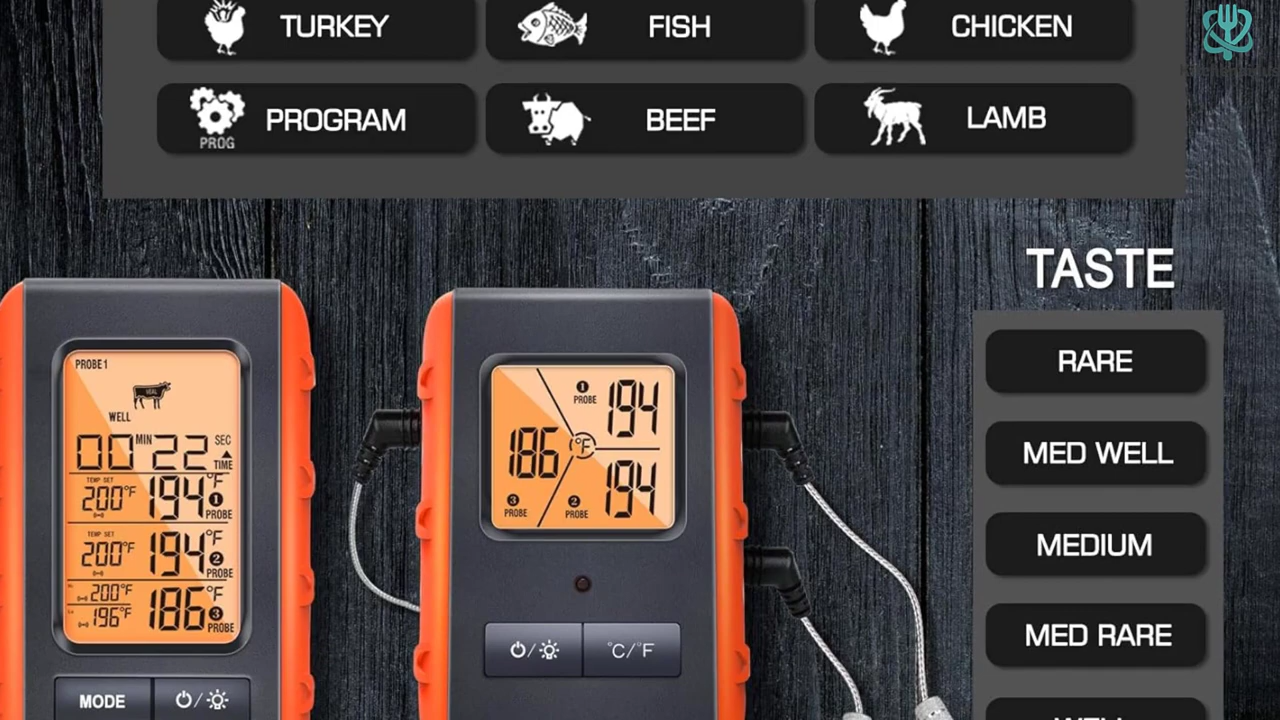 TURKEY
FISH
CHICKEN
PROG
PROGRAM
BEEF
LAMB
TASTE
RARE
MED WELL
MEDIUM
MED RARE
PROBE 1
WELL
00 MIN 22 SEC
TIME
TEMP SET
200°F 194°F
1 PROBE
TEMP SET
200°F 194°F
2 PROBE
200°F
196°F
186°F
3 PROBE
MODE
1 PROBE 194
186 °F
3 PROBE
2 PROBE 194
°C/°F